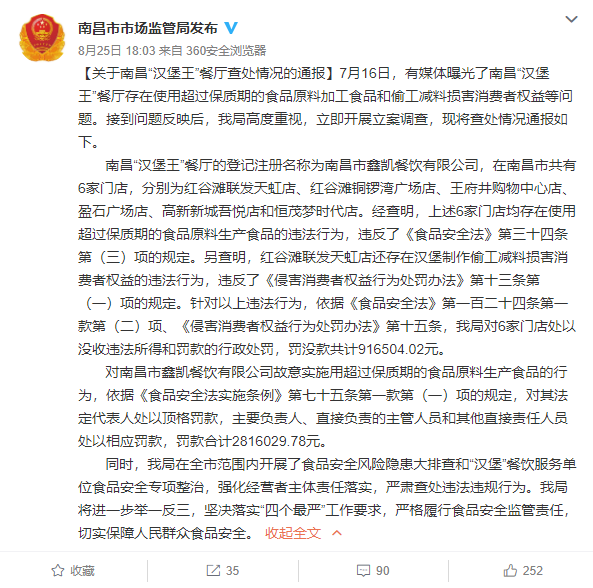 南昌市市场监管局发布
8月25日 18:03 来自 360安全浏览器
【关于南昌“汉堡王”餐厅查处情况的通报】7月16日，有媒体曝光了南昌“汉堡
王”餐厅存在使用超过保质期的食品原料加工食品和偷工减料损害消费者权益等问
题。接到问题反映后，我局高度重视，立即开展立案调查，现将查处情况通报如
下。
南昌“汉堡王”餐厅的登记注册名称为南昌市鑫凯餐饮有限公司，在南昌市共有
6家门店，分别为红谷滩联发天虹店、红谷滩铜锣湾广场店、王府井购物中心店、
盈石广场店、高新新城吾悦店和恒茂梦时代店。经查明，上述6家门店均存在使用
超过保质期的食品原料生产食品的违法行为，违反了《食品安全法》第三十四条
第（三）项的规定。另查明，红谷滩联发天虹店还存在汉堡制作偷工减料损害消
费者权益的违法行为，违反了《侵害消费者权益行为处罚办法》第十三条第
（一）项的规定。针对以上违法行为，依据《食品安全法》第一百二十四条第一
款第（二）项、《侵害消费者权益行为处罚办法》第十五条，我局对6家门店处以
没收违法所得和罚款的行政处罚，罚没款共计916504.02元。
对南昌市鑫凯餐饮有限公司故意实施用超过保质期的食品原料生产食品的行
为，依据《食品安全法实施条例》第七十五条第一款第（一）项的规定，对其法
定代表人处以顶格罚款，主要负责人、直接负责的主管人员和其他直接责任人员
处以相应罚款，罚款合计2816029.78元。
同时，我局在全市范围内开展了食品安全风险隐患大排查和“汉堡”餐饮服务单
位食品安全专项整治，强化经营者主体责任落实，严肃查处违法违规行为。我局
将进一步举一反三，坚决落实“四个最严”工作要求，严格履行食品安全监管责任，
切实保障人民群众食品安全。 收起全文
收藏 35 90 252